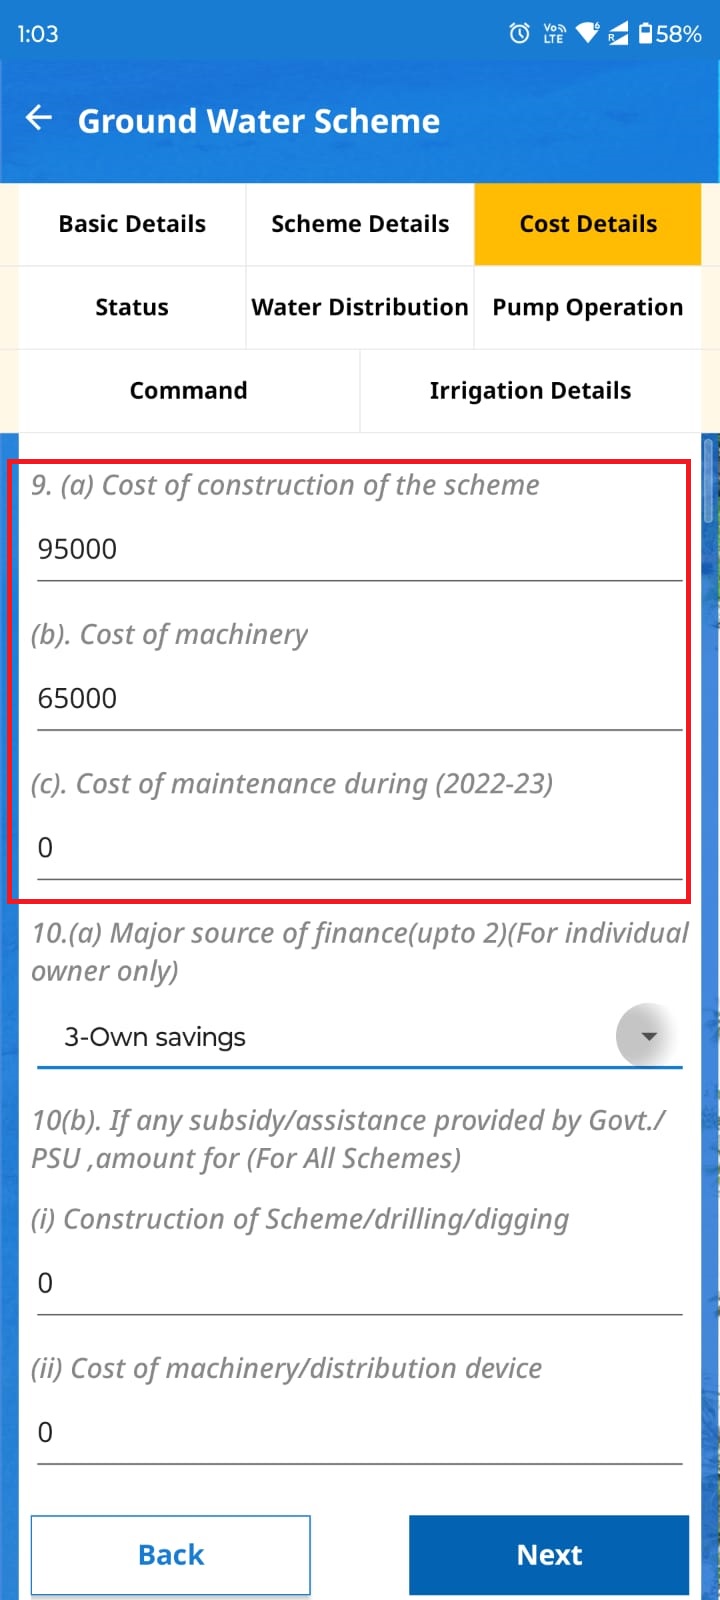 1:03
Vo)) LTE
6
R
58%
Ground Water Scheme
Basic Details
Scheme Details
Cost Details
Status
Water Distribution
Pump Operation
Command
Irrigation Details
9. (a) Cost of construction of the scheme
95000
(b). Cost of machinery
65000
(c). Cost of maintenance during (2022-23)
0
10.(a) Major source of finance(upto 2)(For individual
owner only)
3-Own savings
10(b). If any subsidy/assistance provided by Govt./
PSU ,amount for (For All Schemes)
(i) Construction of Scheme/drilling/digging
0
(ii) Cost of machinery/distribution device
0
Back
Next